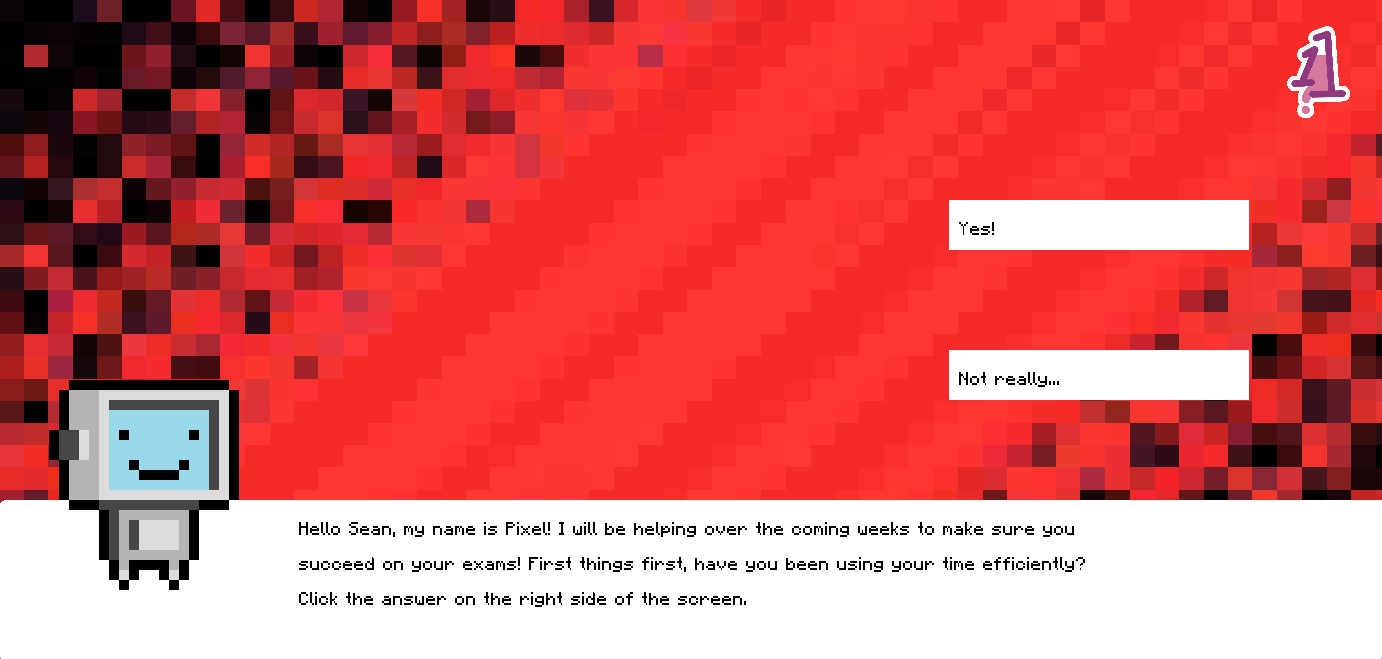 Yes!
Not really...
Hello Sean, my name is Pixel! I will be helping over the coming weeks to make sure you
succeed on your exams! First things first, have you been using your time efficiently?
Click the answer on the right side of the screen.